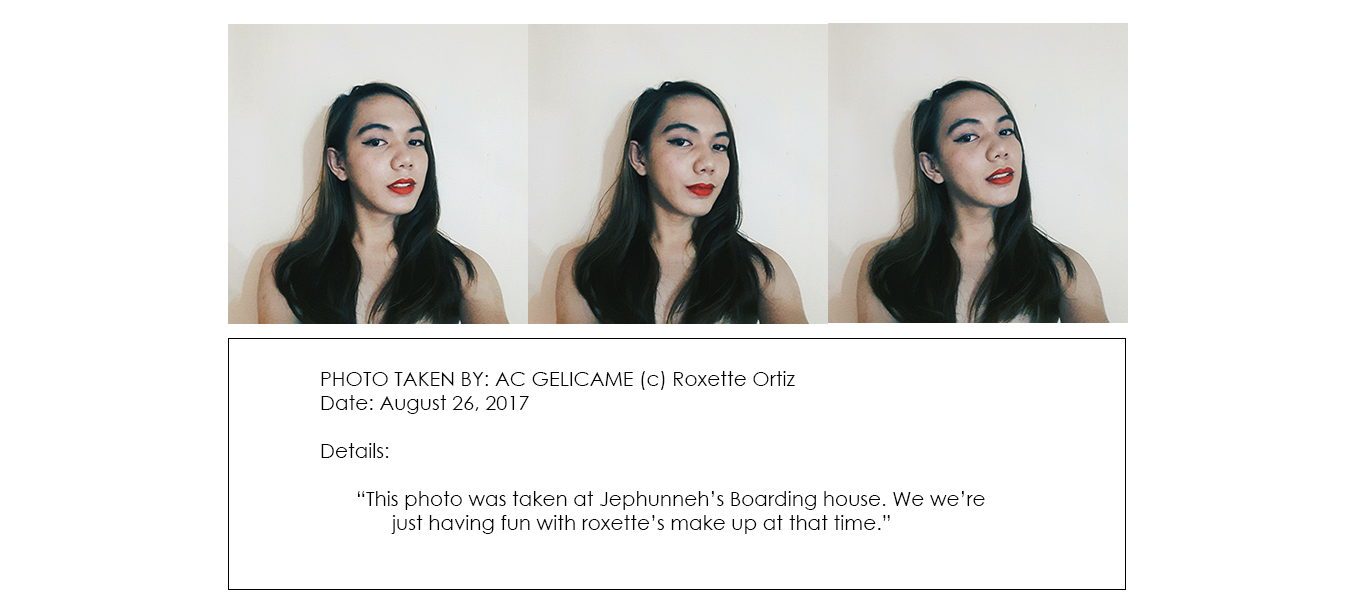 PHOTO TAKEN BY: AC GELICAME (c) Roxette Ortiz
Date: August 26, 2017
Details:
“This photo was taken at Jephunneh’s Boarding house. We we’re
just having fun with roxette’s make up at that time.”